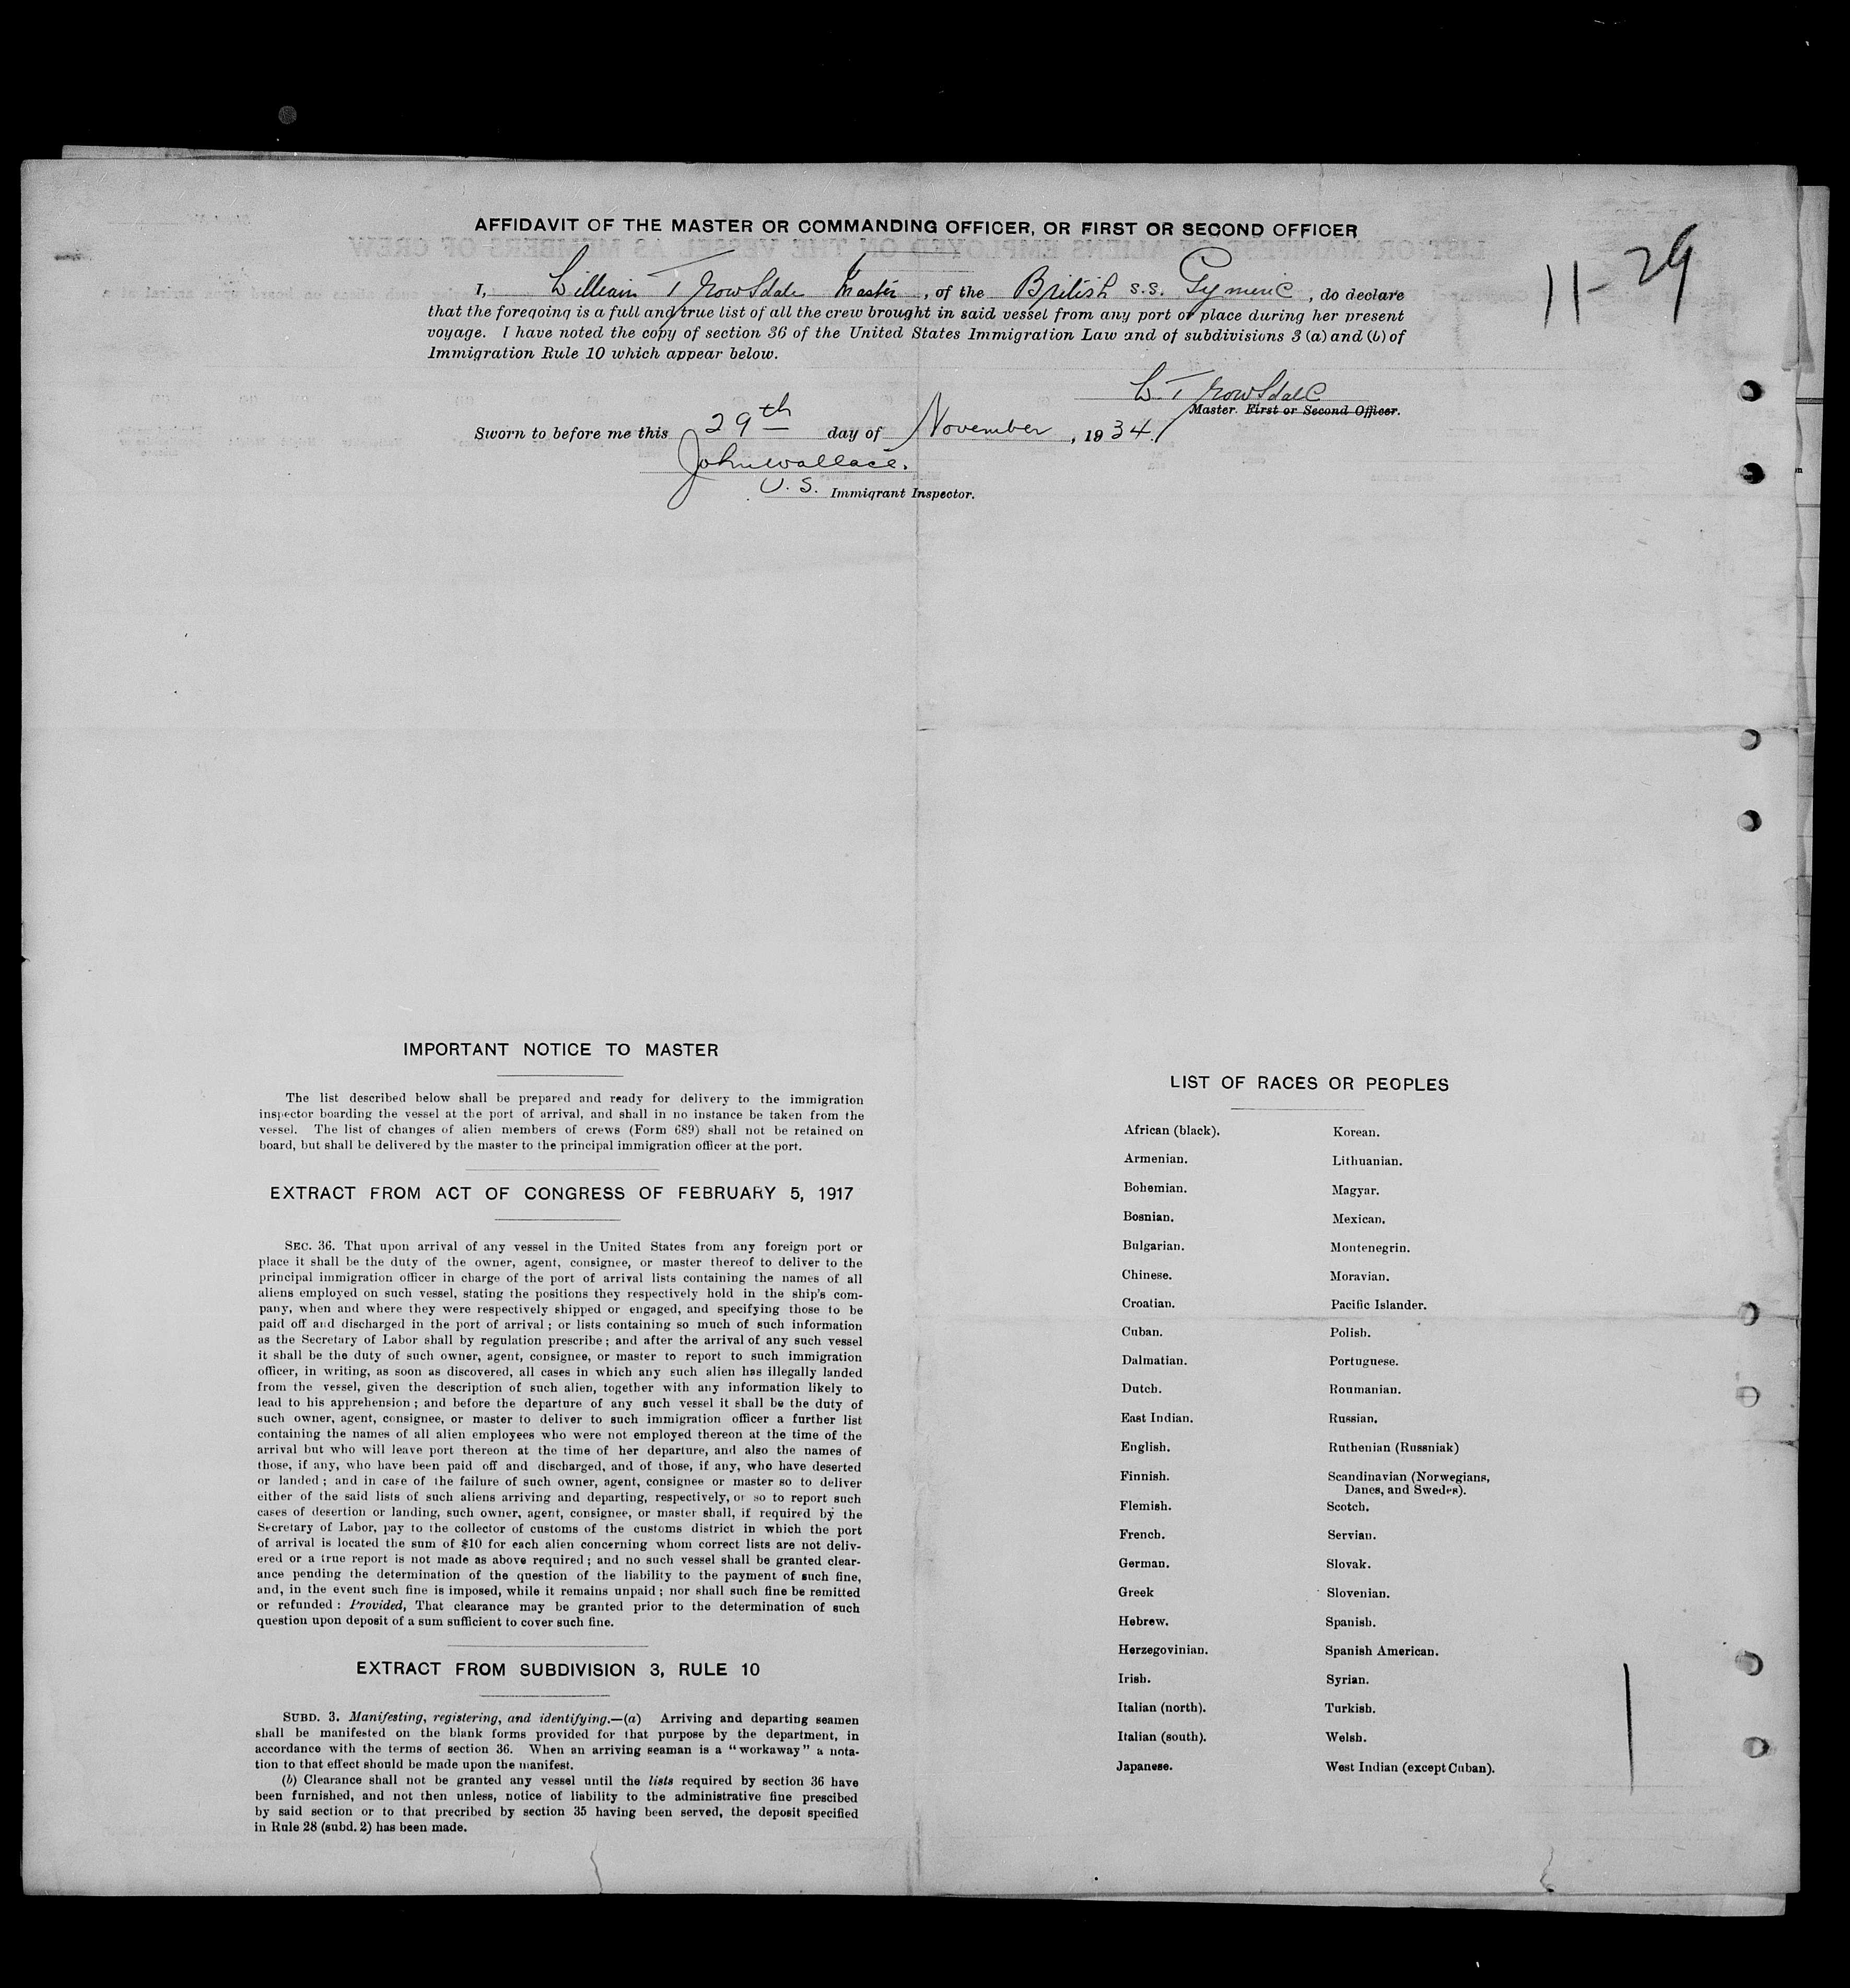 AFFIDAVIT OF THE MASTER OR COMMANDING OFFICER, OR FIRST OR SECOND OFFICER
11-29
I, William Trowsdale Master, of the British S.S. Gymeric, do declare
that the foregoing is a full and true list of all the crew brought in said vessel from any port or place during her present
voyage. I have noted the copy of section 36 of the United States Immigration Law and of subdivisions 3 (a) and (b) of
Immigration Rule 10 which appear below.
W. Trowsdale
Master. First or Second Officer.
Sworn to before me this 29th day of November, 1934.
John Wallace.
U. S. Immigrant Inspector.
IMPORTANT NOTICE TO MASTER
The list described below shall be prepared and ready for delivery to the immigration
inspector boarding the vessel at the port of arrival, and shall in no instance be taken from the
vessel. The list of changes of alien members of crews (Form 689) shall not be retained on
board, but shall be delivered by the master to the principal immigration officer at the port.
EXTRACT FROM ACT OF CONGRESS OF FEBRUARY 5, 1917
SEC. 36. That upon arrival of any vessel in the United States from any foreign port or
place it shall be the duty of the owner, agent, consignee, or master thereof to deliver to the
principal immigration officer in charge of the port of arrival lists containing the names of all
aliens employed on such vessel, stating the positions they respectively hold in the ship's com-
pany, when and where they were respectively shipped or engaged, and specifying those to be
paid off and discharged in the port of arrival; or lists containing so much of such information
as the Secretary of Labor shall by regulation prescribe; and after the arrival of any such vessel
it shall be the duty of such owner, agent, consignee, or master to report to such immigration
officer, in writing, as soon as discovered, all cases in which any such alien has illegally landed
from the vessel, given the description of such alien, together with any information likely to
lead to his apprehension; and before the departure of any such vessel it shall be the duty of
such owner, agent, consignee, or master to deliver to such immigration officer a further list
containing the names of all alien employees who were not employed thereon at the time of the
arrival but who will leave port thereon at the time of her departure, and also the names of
those, if any, who have been paid off and discharged, and of those, if any, who have deserted
or landed; and in case of the failure of such owner, agent, consignee or master so to deliver
either of the said lists of such aliens arriving and departing, respectively, or so to report such
cases of desertion or landing, such owner, agent, consignee, or master shall, if required by the
Secretary of Labor, pay to the collector of customs of the customs district in which the port
of arrival is located the sum of $10 for each alien concerning whom correct lists are not deliv-
ered or a true report is not made as above required; and no such vessel shall be granted clear-
ance pending the determination of the question of the liability to the payment of such fine,
and, in the event such fine is imposed, while it remains unpaid; nor shall such fine be remitted
or refunded: Provided, That clearance may be granted prior to the determination of such
question upon deposit of a sum sufficient to cover such fine.
EXTRACT FROM SUBDIVISION 3, RULE 10
SUBD. 3. Manifesting, registering, and identifying.—(a) Arriving and departing seamen
shall be manifested on the blank forms provided for that purpose by the department, in
accordance with the terms of section 36. When an arriving seaman is a "workaway" a nota-
tion to that effect should be made upon the manifest.
(b) Clearance shall not be granted any vessel until the lists required by section 36 have
been furnished, and not then unless, notice of liability to the administrative fine prescibed
by said section or to that precribed by section 35 having been served, the deposit specified
in Rule 28 (subd. 2) has been made.
LIST OF RACES OR PEOPLES
African (black). Korean.
Armenian. Lithuanian.
Bohemian. Magyar.
Bosnian. Mexican.
Bulgarian. Montenegrin.
Chinese. Moravian.
Croatian. Pacific Islander.
Cuban. Polish.
Dalmatian. Portuguese.
Dutch. Roumanian.
East Indian. Russian.
English. Ruthenian (Russniak)
Finnish. Scandinavian (Norwegians,
Danes, and Swedes).
Flemish. Scotch.
French. Servian.
German. Slovak.
Greek Slovenian.
Hebrew. Spanish.
Herzegovinian. Spanish American.
Irish. Syrian.
Italian (north). Turkish.
Italian (south). Welsh.
Japanese. West Indian (except Cuban).